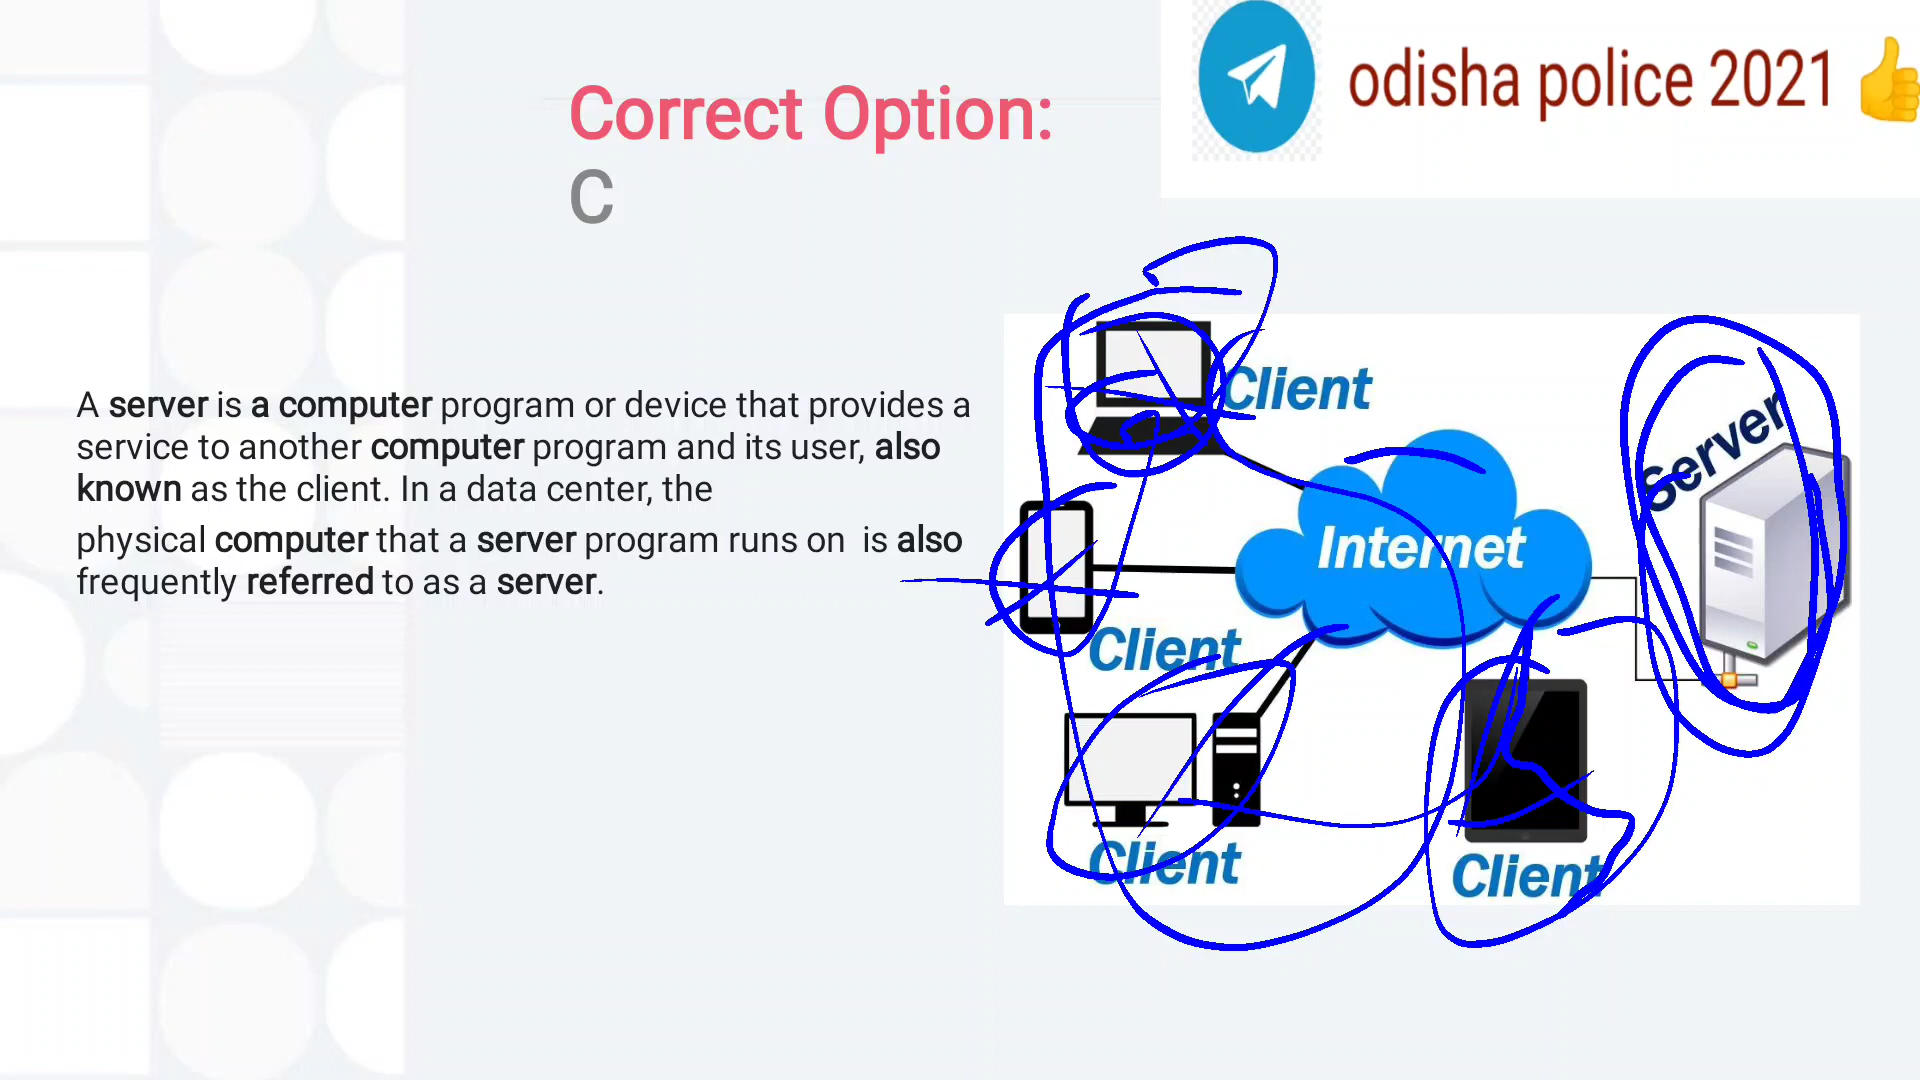 odisha police 2021 👍
Correct Option:
C
A server is a computer program or device that provides a
service to another computer program and its user, also
known as the client. In a data center, the
physical computer that a server program runs on is also
frequently referred to as a server.
Client
Server
Internet
Client
Client
Client